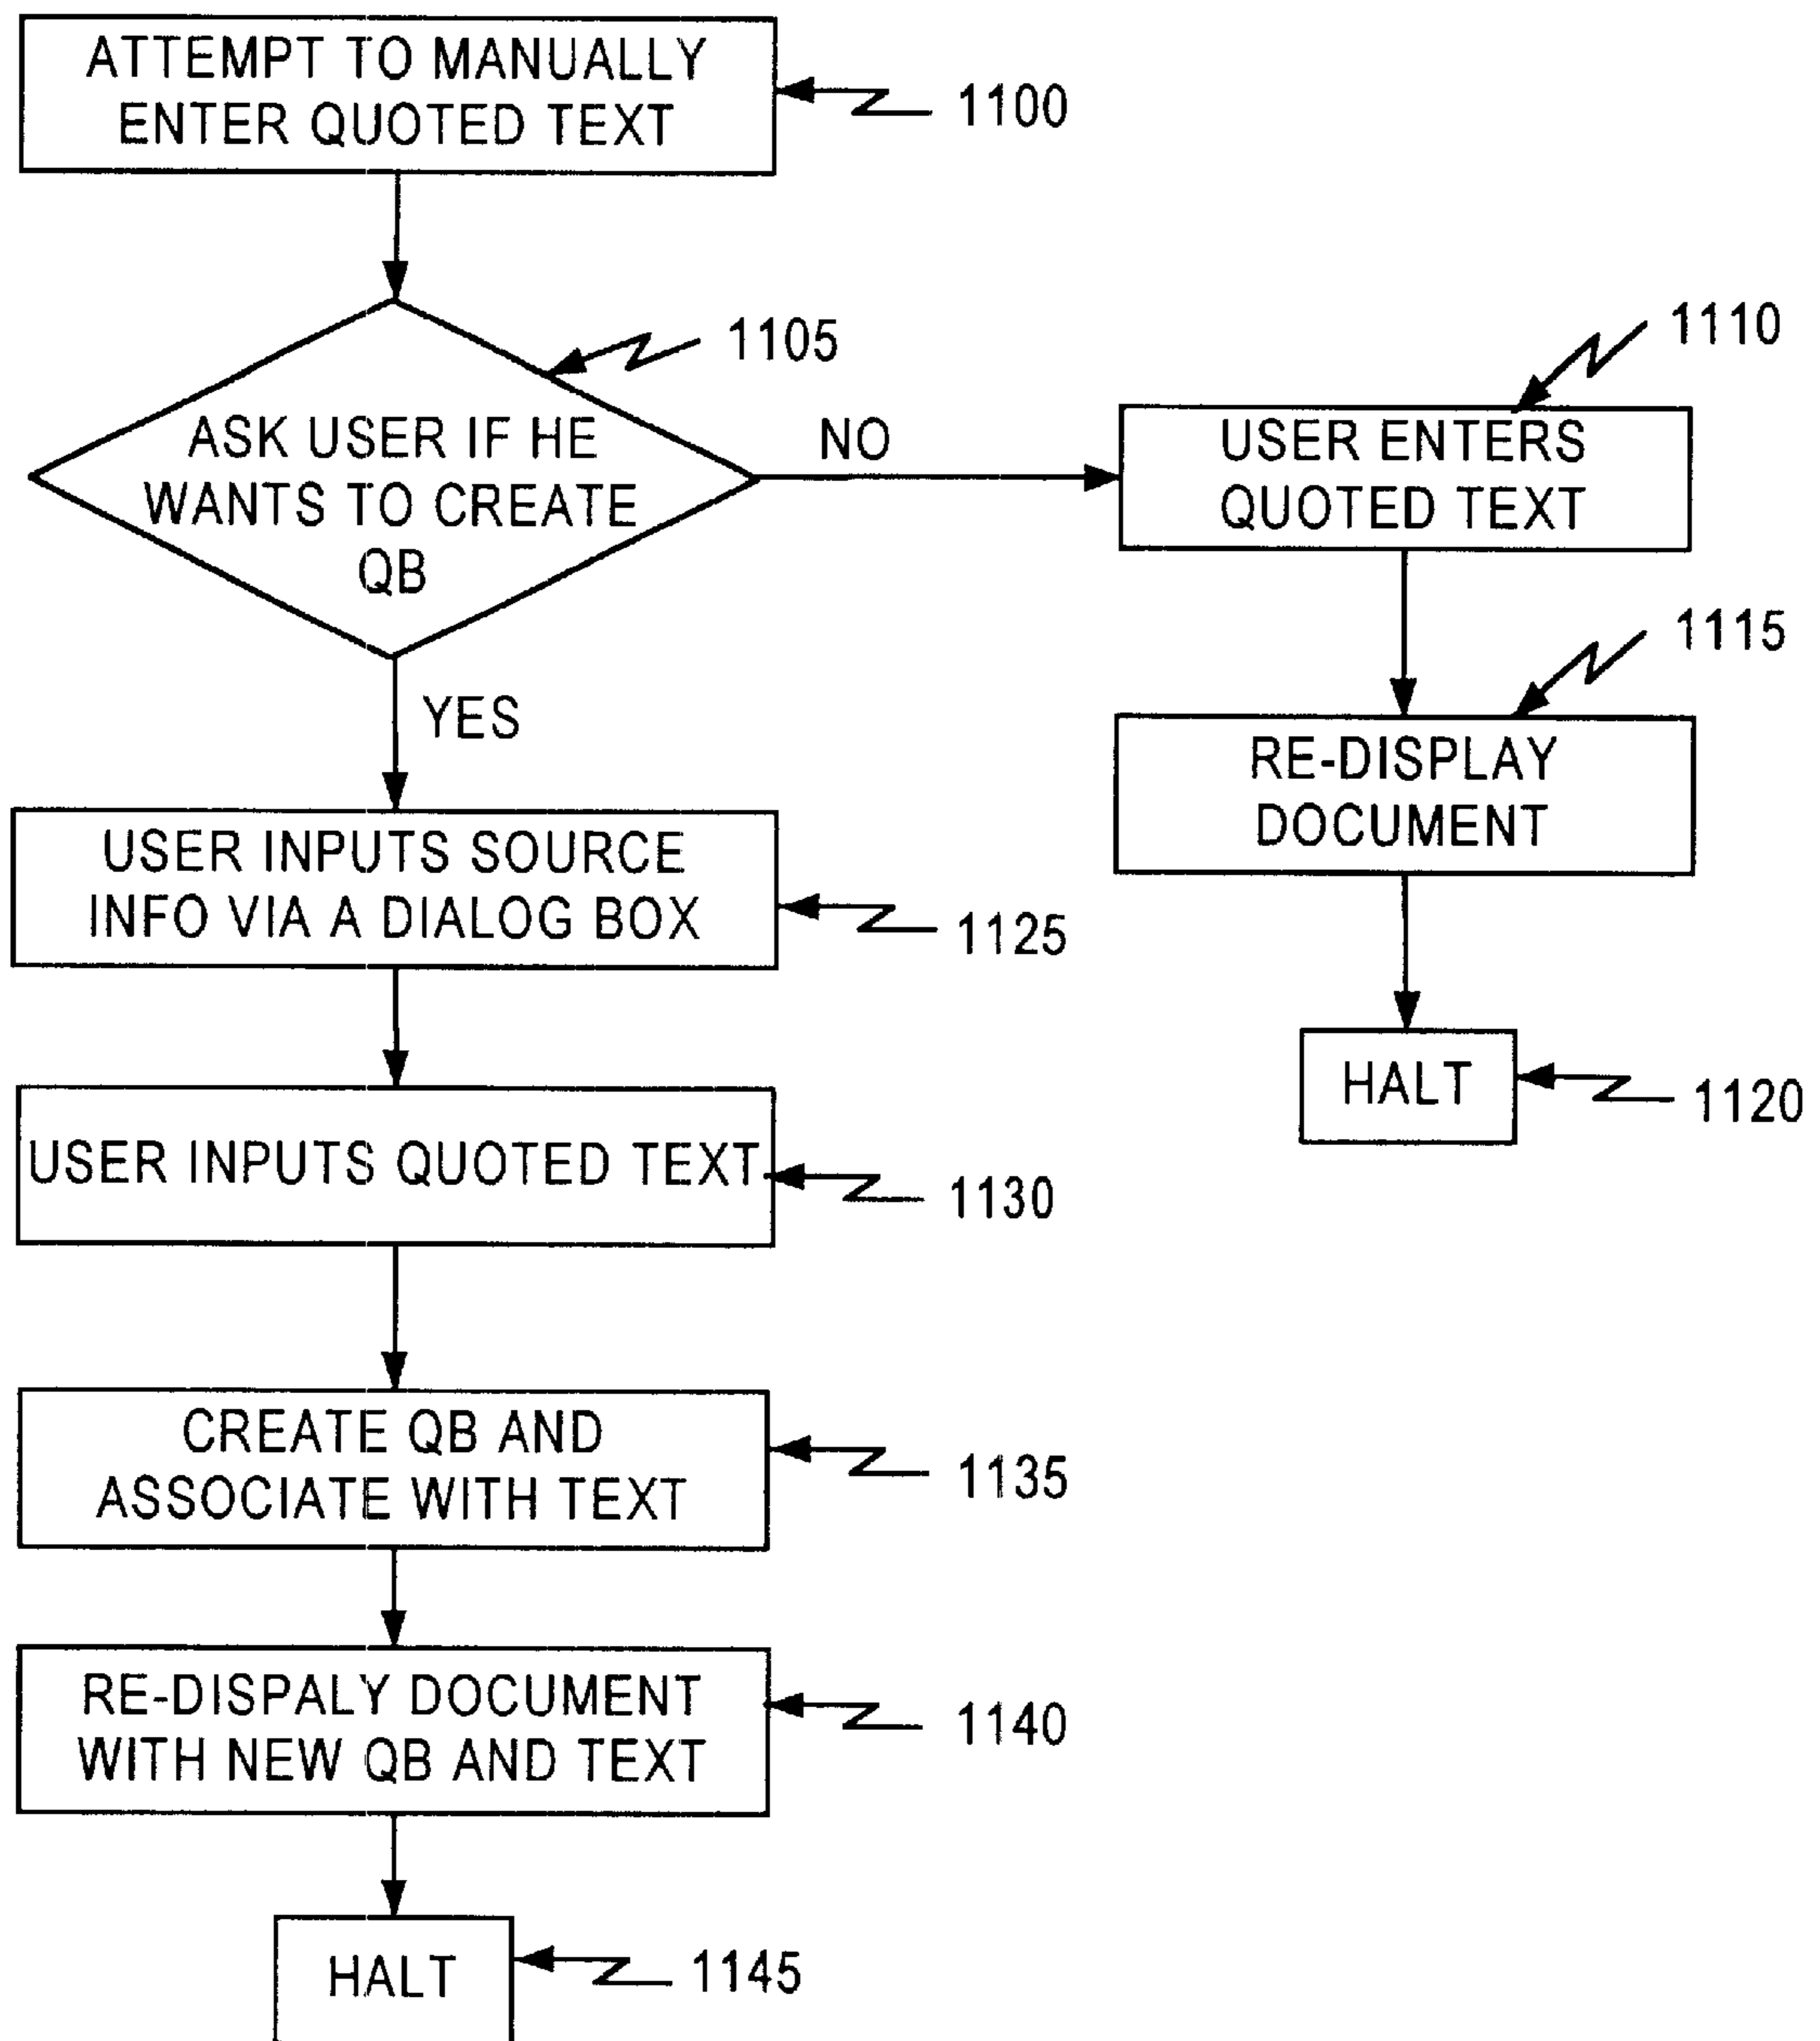 ATTEMPT TO MANUALLY
ENTER QUOTED TEXT
1100
ASK USER IF HE
WANTS TO CREATE
QB
1105
NO
USER ENTERS
QUOTED TEXT
1110
RE-DISPLAY
DOCUMENT
1115
HALT
1120
YES
USER INPUTS SOURCE
INFO VIA A DIALOG BOX
1125
USER INPUTS QUOTED TEXT
1130
CREATE QB AND
ASSOCIATE WITH TEXT
1135
RE-DISPALY DOCUMENT
WITH NEW QB AND TEXT
1140
HALT
1145